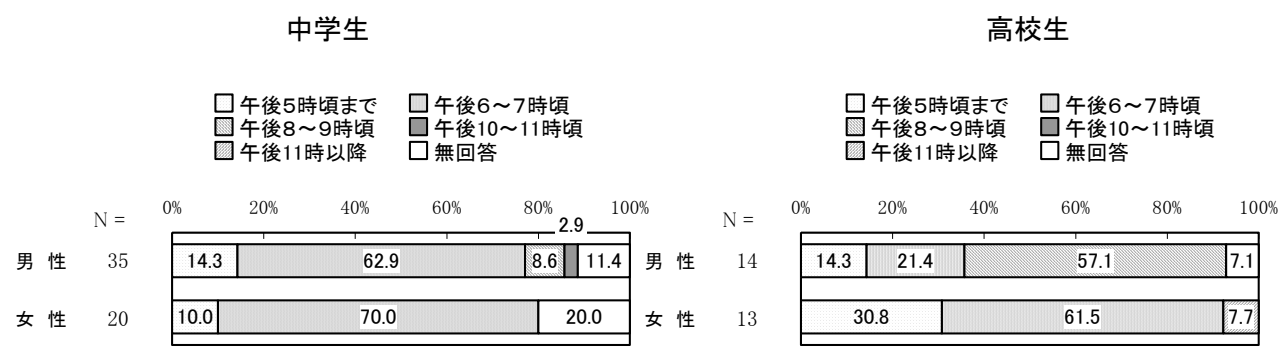 中学生
午後5時頃まで 午後6～7時頃
午後8～9時頃 午後10～11時頃
午後11時以降 無回答
N = 0% 20% 40% 60% 80% 100%
2.9
男 性 35 14.3 62.9 8.6 11.4
女 性 20 10.0 70.0 20.0
高校生
午後5時頃まで 午後6～7時頃
午後8～9時頃 午後10～11時頃
午後11時以降 無回答
N = 0% 20% 40% 60% 80% 100%
男 性 14 14.3 21.4 57.1 7.1
女 性 13 30.8 61.5 7.7